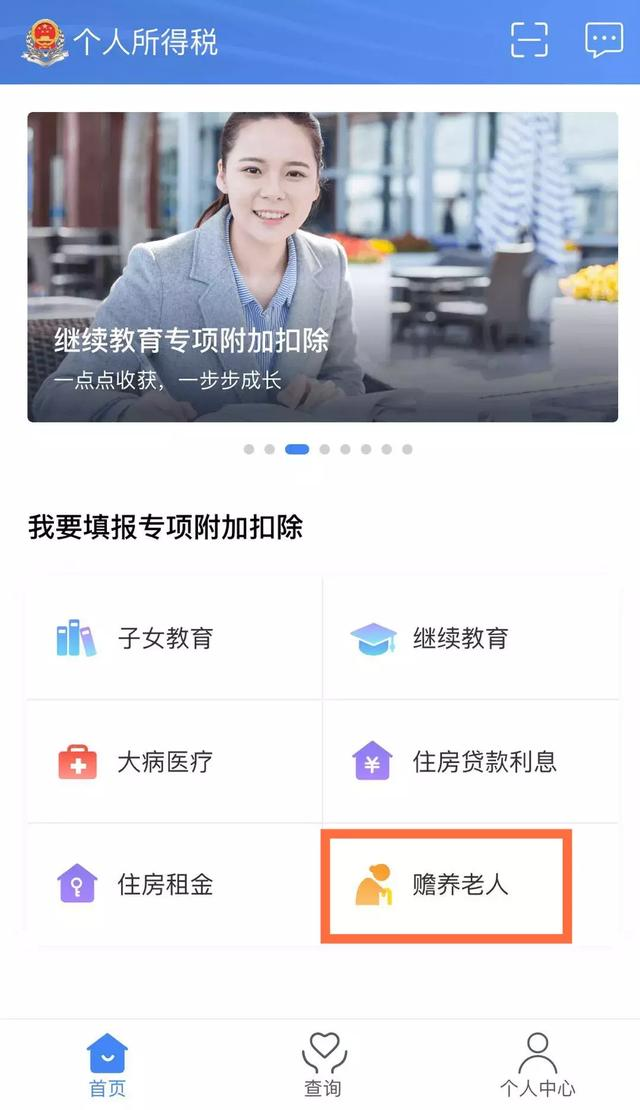 个人所得税
继续教育专项附加扣除
一点点收获，一步步成长
我要填报专项附加扣除
子女教育
继续教育
大病医疗
住房贷款利息
住房租金
赡养老人
首页
查询
个人中心